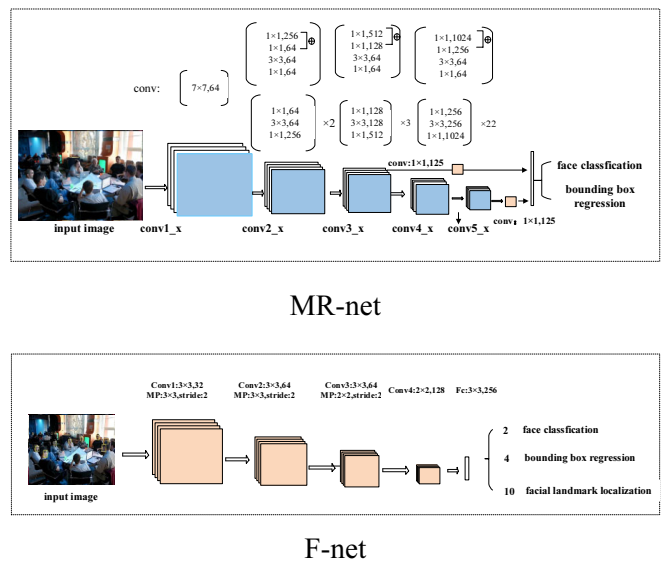 1×1,256
1×1,64 ⊕
3×3,64
1×1,64
1×1,512
1×1,128 ⊕
3×3,64
1×1,64
1×1,1024
1×1,256 ⊕
3×3,64
1×1,64
conv:
7×7,64
1×1,64
3×3,64
1×1,256
×2
1×1,128
3×3,128
1×1,512
×3
1×1,256
3×3,256
1×1,1024
×22
conv:1×1,125
face classfication
bounding box
regression
input image
conv1_x
conv2_x
conv3_x
conv4_x
conv5_x
conv: 1×1,125
MR-net
Conv1:3×3,32
MP:3×3,stride:2
Conv2:3×3,64
MP:3×3,stride:2
Conv3:3×3,64
MP:2×2,stride:2
Conv4:2×2,128
Fc:3×3,256
2 face classfication
4 bounding box regression
10 facial landmark localization
input image
F-net